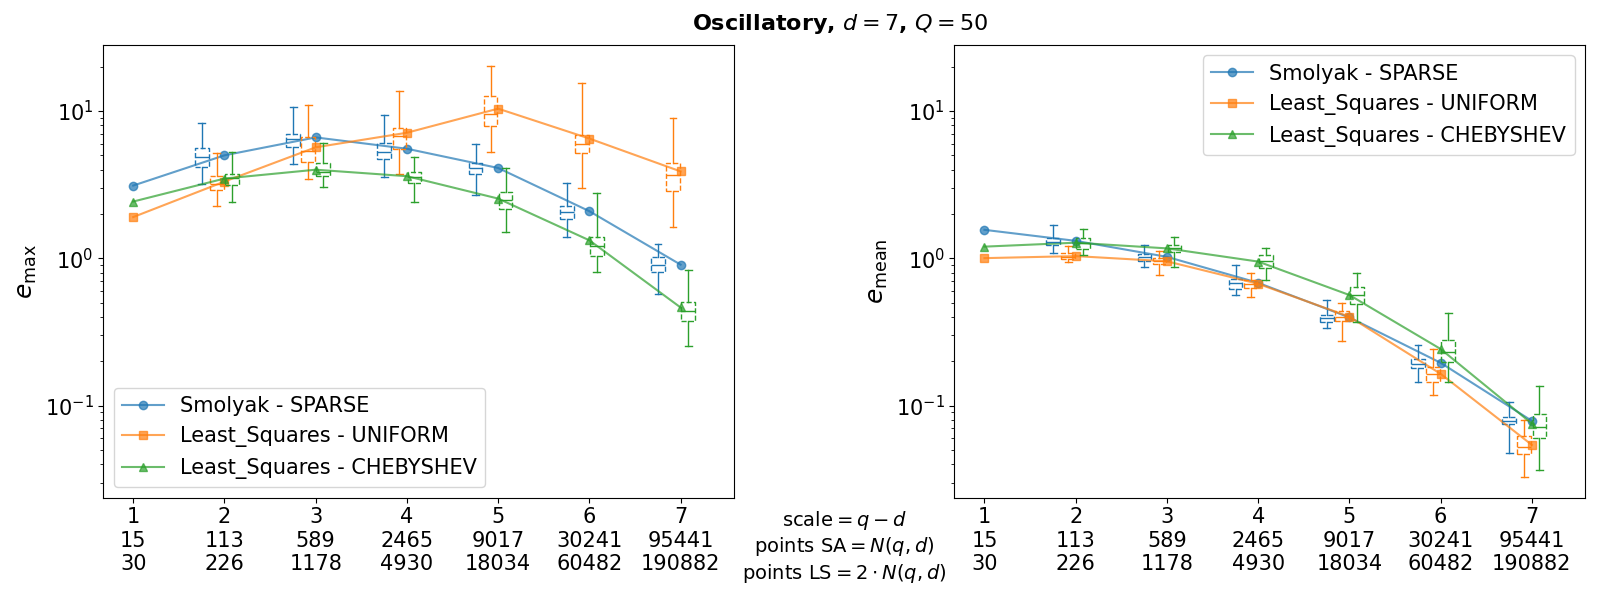 Oscillatory, d = 7, Q = 50
e_max
10^1
10^0
10^−1
Smolyak - SPARSE
Least_Squares - UNIFORM
Least_Squares - CHEBYSHEV
1 2 3 4 5 6 7
15 113 589 2465 9017 30241 95441
30 226 1178 4930 18034 60482 190882
scale = q − d
points SA = N(q, d)
points LS = 2 · N(q, d)
e_mean
10^1
10^0
10^−1
Smolyak - SPARSE
Least_Squares - UNIFORM
Least_Squares - CHEBYSHEV
1 2 3 4 5 6 7
15 113 589 2465 9017 30241 95441
30 226 1178 4930 18034 60482 190882